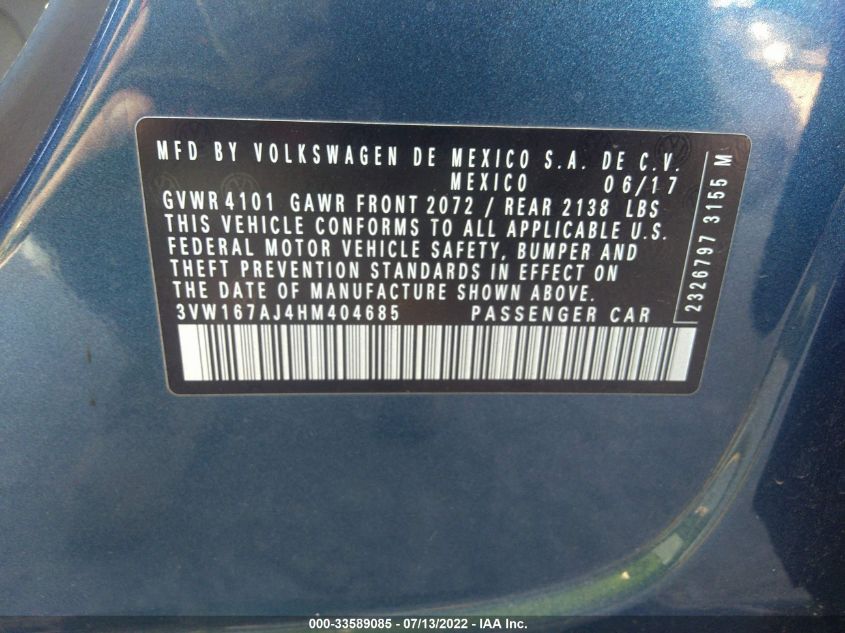 MFD BY VOLKSWAGEN DE MEXICO S.A. DE C.V.
MEXICO 06/17
GVWR 4101 GAWR FRONT 2072 / REAR 2138 LBS
THIS VEHICLE CONFORMS TO ALL APPLICABLE U.S.
FEDERAL MOTOR VEHICLE SAFETY, BUMPER AND
THEFT PREVENTION STANDARDS IN EFFECT ON
THE DATE OF MANUFACTURE SHOWN ABOVE.
3VW167AJ4HM404685 PASSENGER CAR
2326797 3155 M
000-33589085 - 07/13/2022 - IAA Inc.